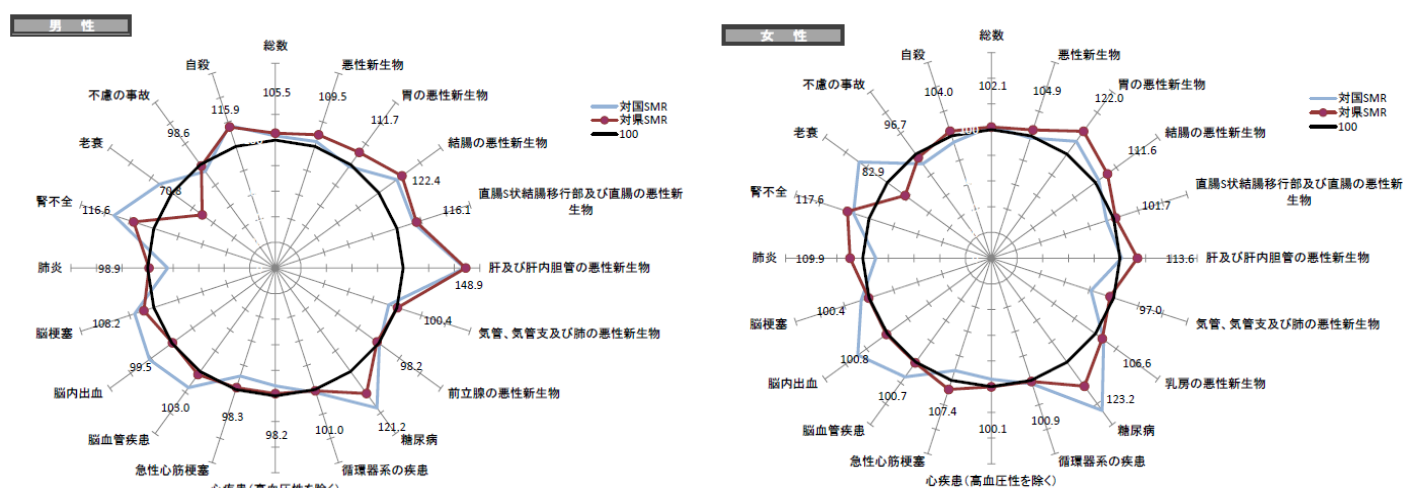 男 性
総数
105.5
悪性新生物
109.5
胃の悪性新生物
111.7
結腸の悪性新生物
122.4
直腸S状結腸移行部及び直腸の悪性新
生物
116.1
肝及び肝内胆管の悪性新生物
148.9
気管、気管支及び肺の悪性新生物
100.4
前立腺の悪性新生物
98.2
糖尿病
121.2
循環器系の疾患
101.0
心疾患(高血圧性を除く)
98.2
急性心筋梗塞
98.3
脳血管疾患
103.0
脳内出血
99.5
脳梗塞
108.2
肺炎
98.9
腎不全
116.6
老衰
70.8
不慮の事故
98.6
自殺
115.9
対国SMR
対県SMR
100
女 性
総数
102.1
悪性新生物
104.9
胃の悪性新生物
122.0
結腸の悪性新生物
111.6
直腸S状結腸移行部及び直腸の悪性新
生物
101.7
肝及び肝内胆管の悪性新生物
113.6
気管、気管支及び肺の悪性新生物
97.0
乳房の悪性新生物
106.6
糖尿病
123.2
循環器系の疾患
100.9
心疾患(高血圧性を除く)
100.1
急性心筋梗塞
107.4
脳血管疾患
100.7
脳内出血
100.8
脳梗塞
100.4
肺炎
109.9
腎不全
117.6
老衰
82.9
不慮の事故
96.7
自殺
104.0
100
対国SMR
対県SMR
100